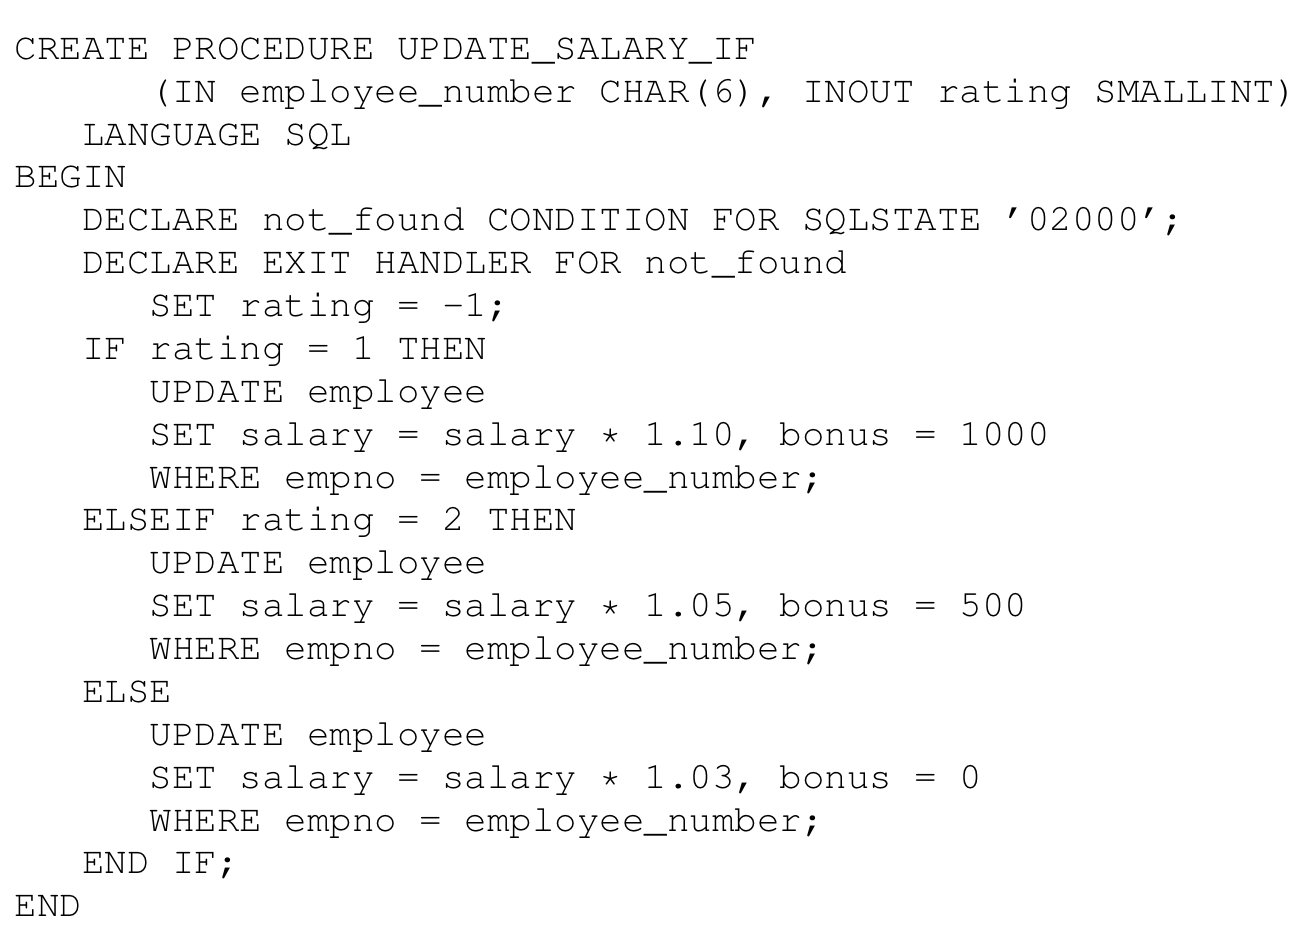 CREATE PROCEDURE UPDATE_SALARY_IF
(IN employee_number CHAR(6), INOUT rating SMALLINT)
LANGUAGE SQL
BEGIN
DECLARE not_found CONDITION FOR SQLSTATE ’02000’;
DECLARE EXIT HANDLER FOR not_found
SET rating = -1;
IF rating = 1 THEN
UPDATE employee
SET salary = salary * 1.10, bonus = 1000
WHERE empno = employee_number;
ELSEIF rating = 2 THEN
UPDATE employee
SET salary = salary * 1.05, bonus = 500
WHERE empno = employee_number;
ELSE
UPDATE employee
SET salary = salary * 1.03, bonus = 0
WHERE empno = employee_number;
END IF;
END